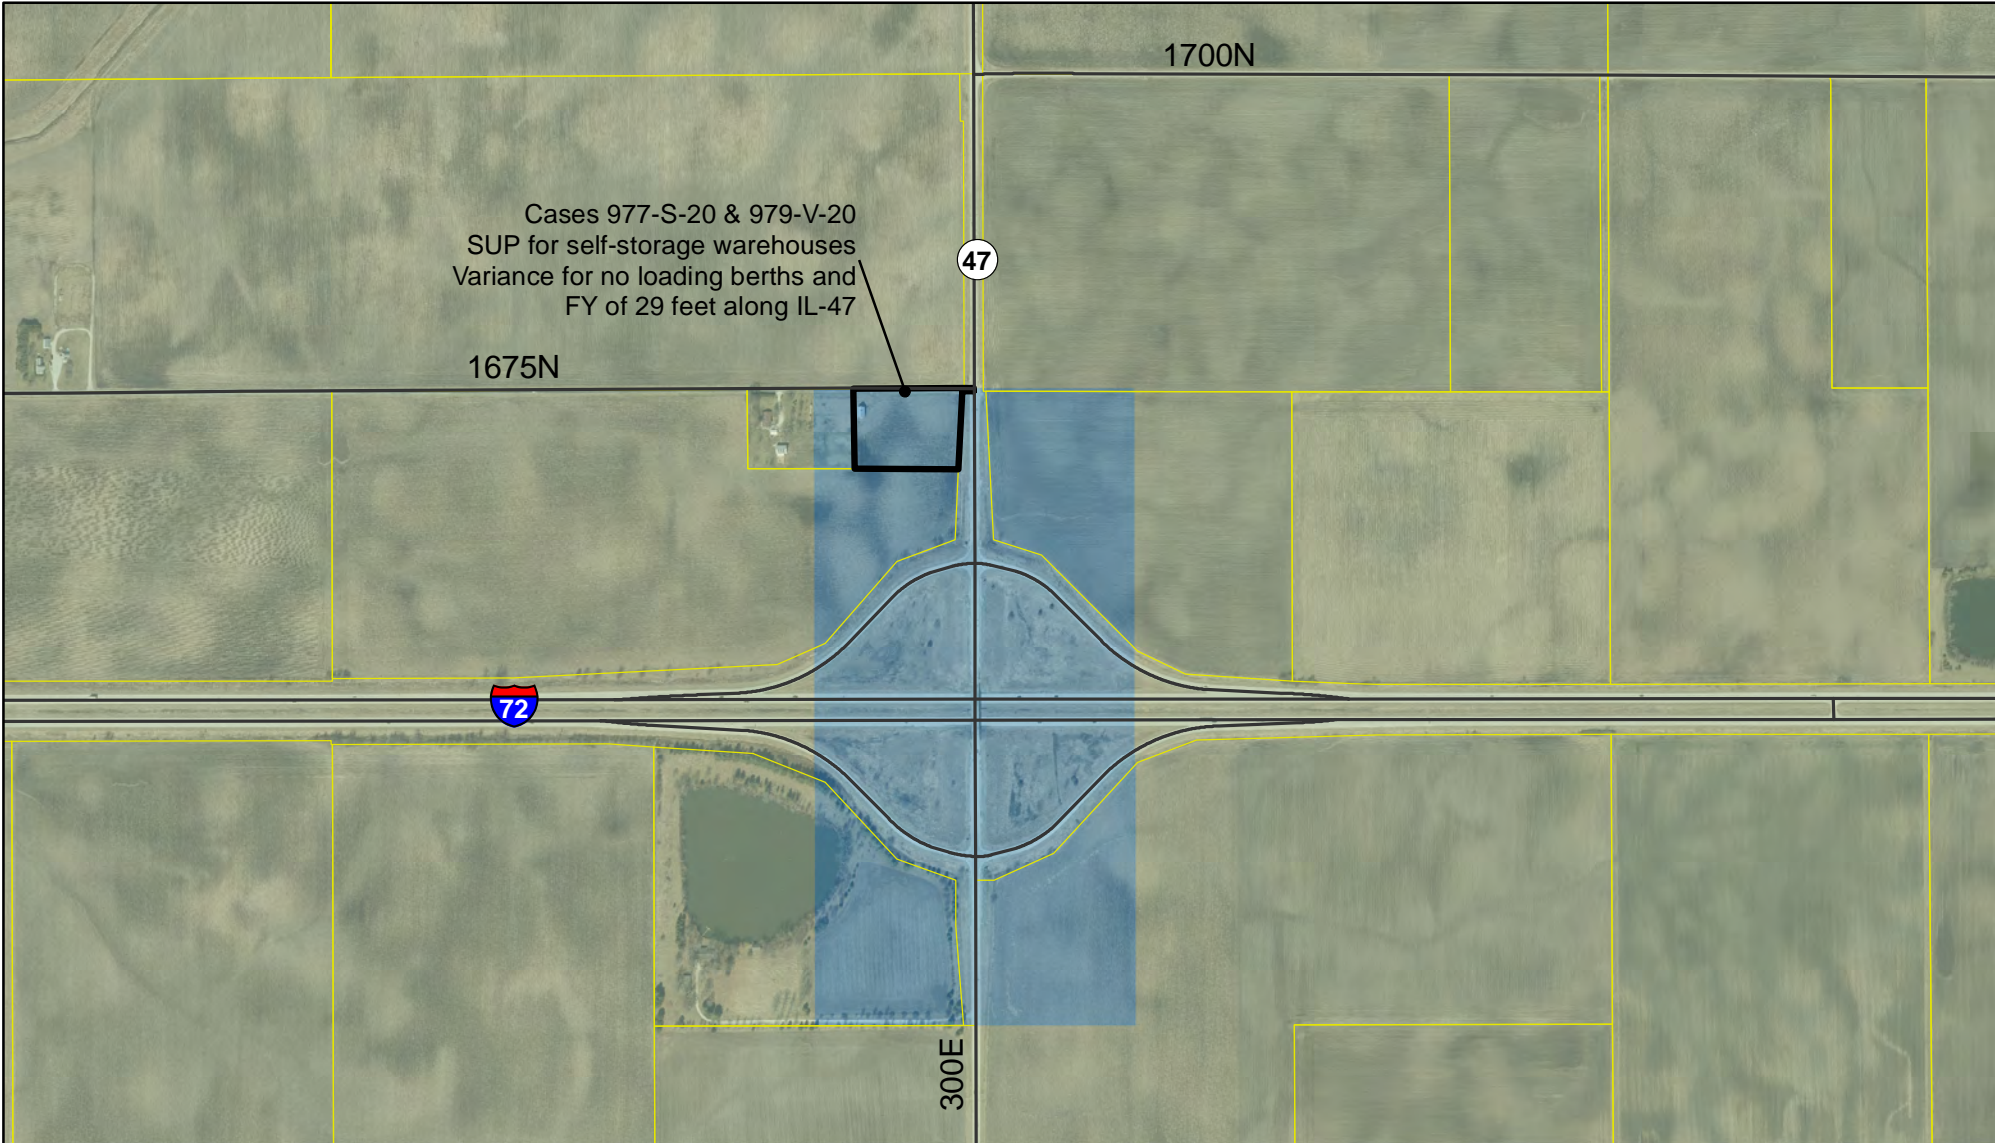 1700N
Cases 977-S-20 & 979-V-20
SUP for self-storage warehouses
Variance for no loading berths and
FY of 29 feet along IL-47
47
1675N
72
300E